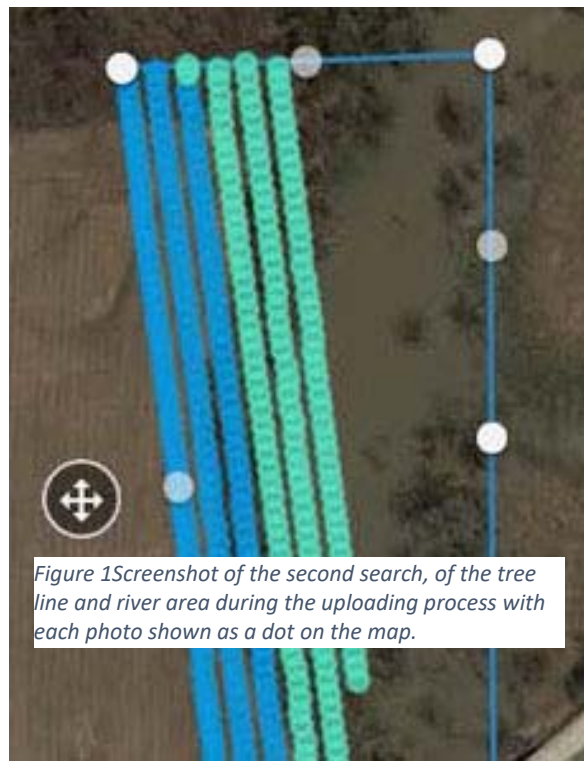 Figure 1Screenshot of the second search, of the tree
line and river area during the uploading process with
each photo shown as a dot on the map.